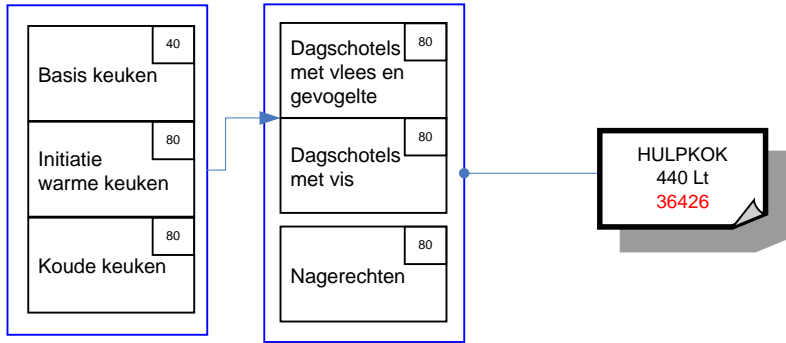 40
Basis keuken
80
Initiatie
warme keuken
80
Koude keuken
80
Dagschotels
met vlees en
gevogelte
80
Dagschotels
met vis
80
Nagerechten
HULPKOK
440 Lt
36426